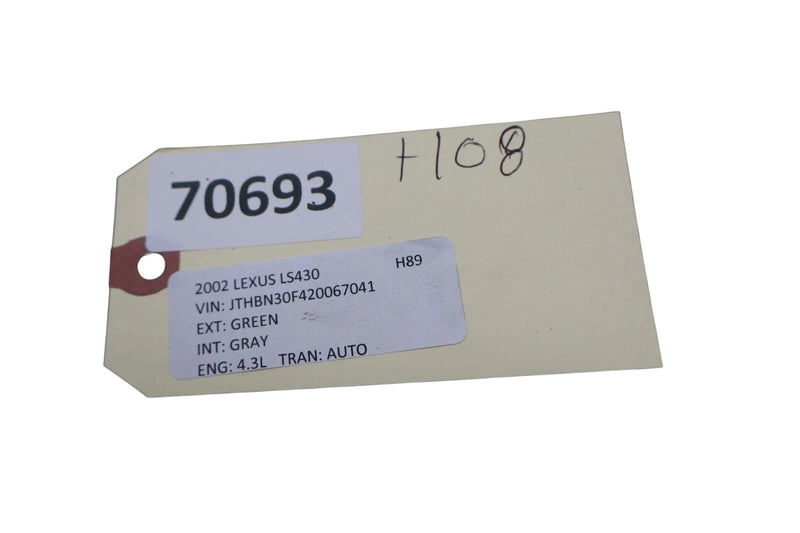 H108
70693
2002 LEXUS LS430 H89
VIN: JTHBN30F420067041
EXT: GREEN
INT: GRAY
ENG: 4.3L TRAN: AUTO